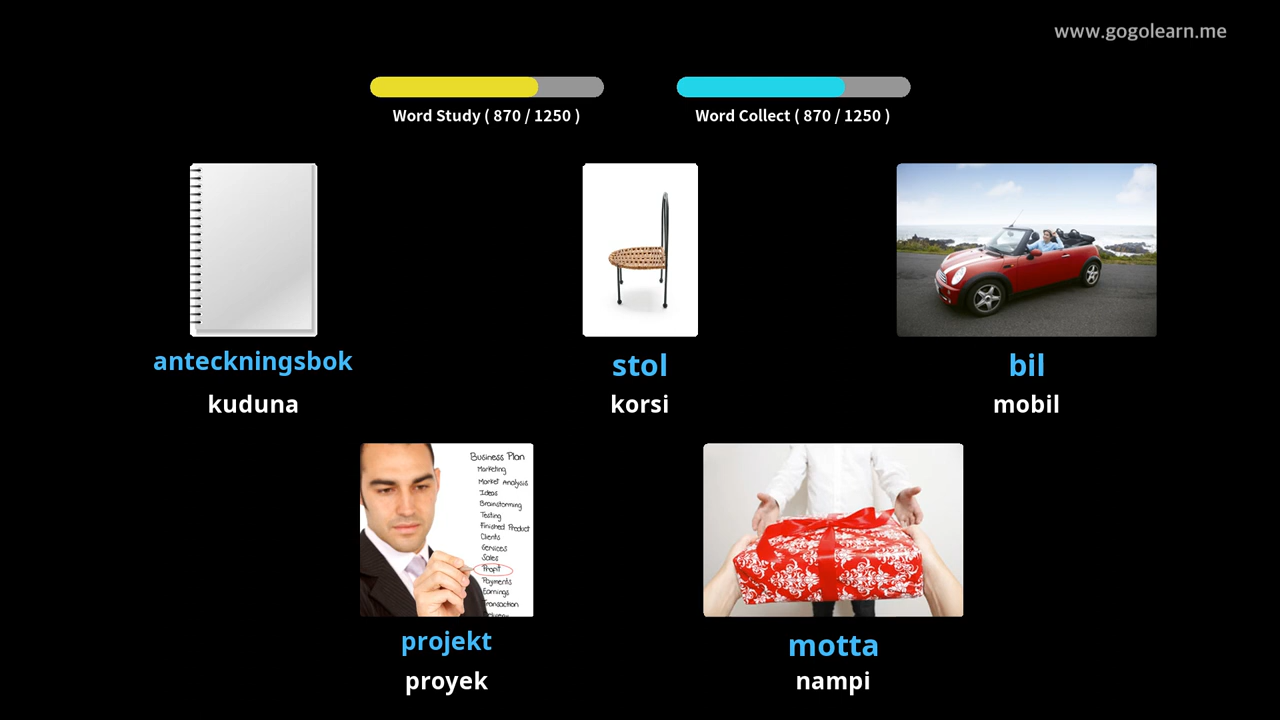 www.gogolearn.me
Word Study ( 870 / 1250 )
Word Collect ( 870 / 1250 )
anteckningsbok
stol
bil
kuduna
korsi
mobil
Business Plan
Marketing
Market Analysis
Ideas
Brainstorming
Testing
Finished Product
Clients
Services
Sales
Profit
Payments
Earnings
Transaction
projekt
motta
proyek
nampi